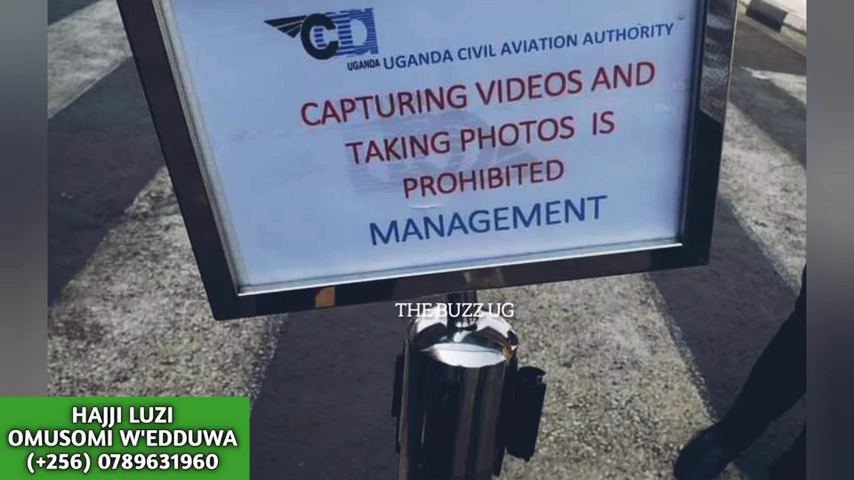 CAA
UGANDA
UGANDA CIVIL AVIATION AUTHORITY
CAPTURING VIDEOS AND
TAKING PHOTOS IS
PROHIBITED
MANAGEMENT
THE BUZZ UG
HAJJI LUZI
OMUSOMI W'EDDUWA
(+256) 0789631960